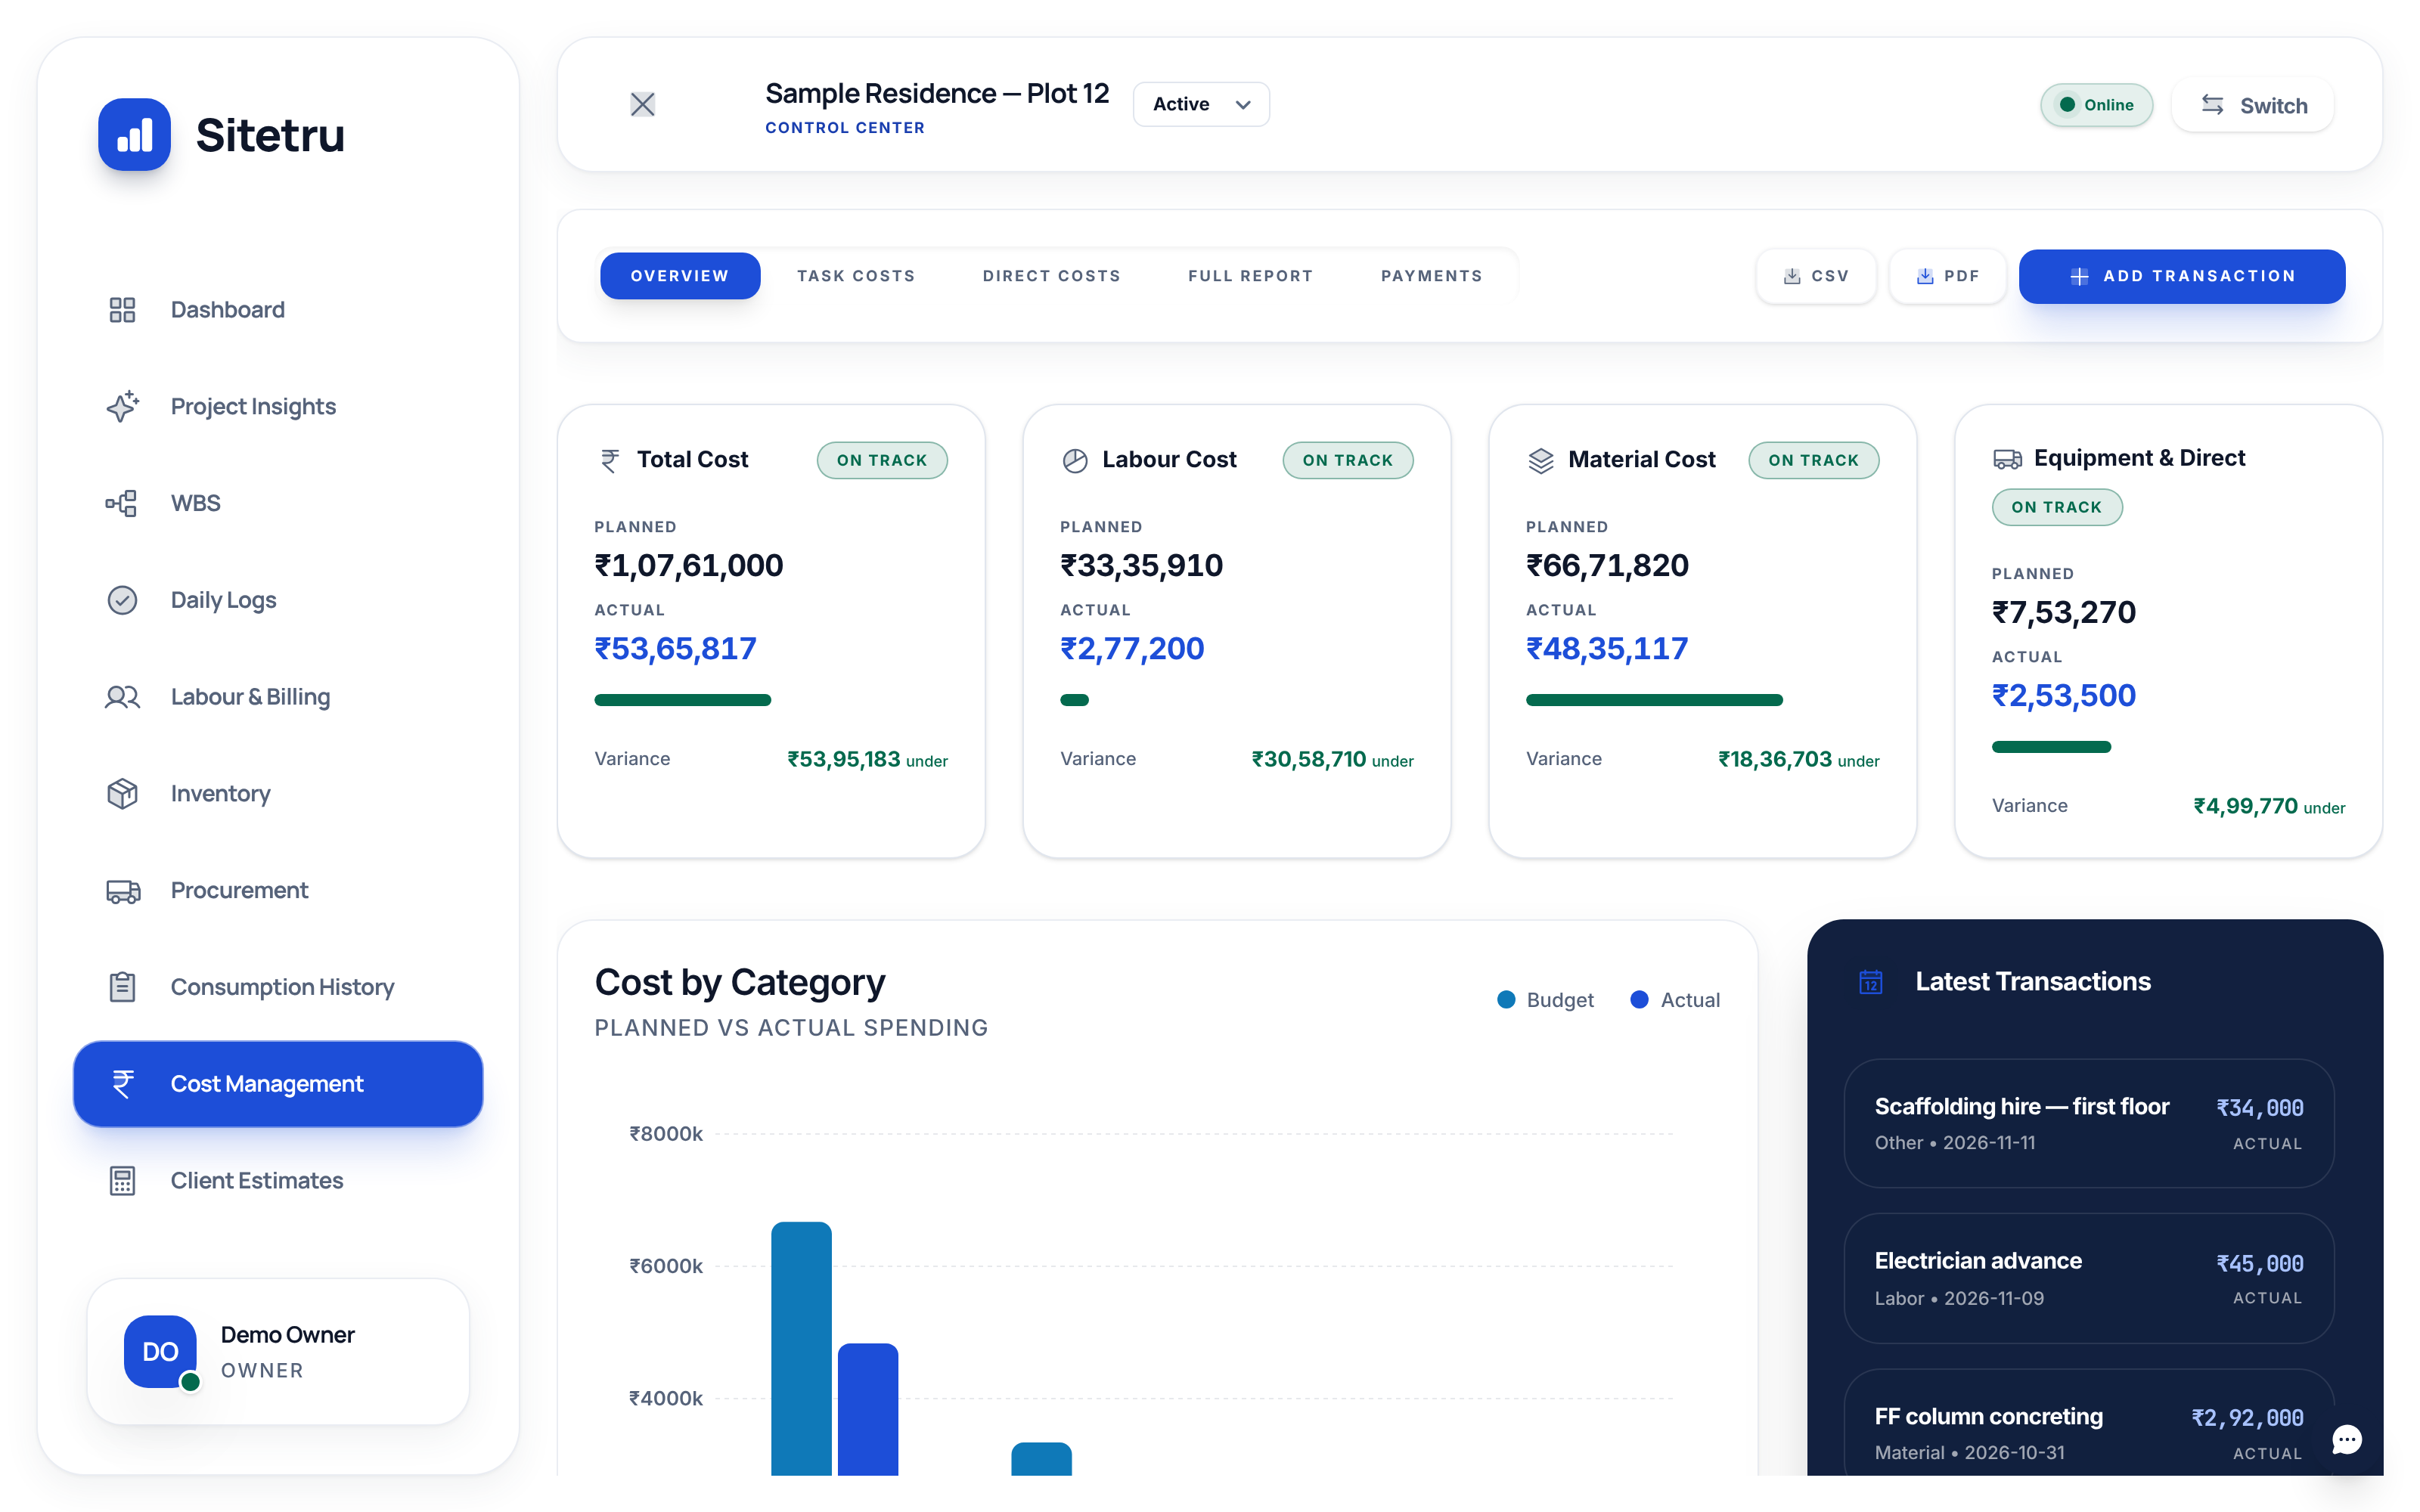 Sitetru
Dashboard
Project Insights
WBS
Daily Logs
Labour & Billing
Inventory
Procurement
Consumption History
Cost Management
Client Estimates
DO
Demo Owner
OWNER
Sample Residence — Plot 12
CONTROL CENTER
Active
Online
Switch
OVERVIEW
TASK COSTS
DIRECT COSTS
FULL REPORT
PAYMENTS
CSV
PDF
ADD TRANSACTION
Total Cost
ON TRACK
PLANNED
₹1,07,61,000
ACTUAL
₹53,65,817
Variance
₹53,95,183 under
Labour Cost
ON TRACK
PLANNED
₹33,35,910
ACTUAL
₹2,77,200
Variance
₹30,58,710 under
Material Cost
ON TRACK
PLANNED
₹66,71,820
ACTUAL
₹48,35,117
Variance
₹18,36,703 under
Equipment & Direct
ON TRACK
PLANNED
₹7,53,270
ACTUAL
₹2,53,500
Variance
₹4,99,770 under
Cost by Category
PLANNED VS ACTUAL SPENDING
Budget
Actual
₹8000k
₹6000k
₹4000k
12
Latest Transactions
Scaffolding hire — first floor
₹34,000
Other • 2026-11-11
ACTUAL
Electrician advance
₹45,000
Labor • 2026-11-09
ACTUAL
FF column concreting
₹2,92,000
Material • 2026-10-31
ACTUAL